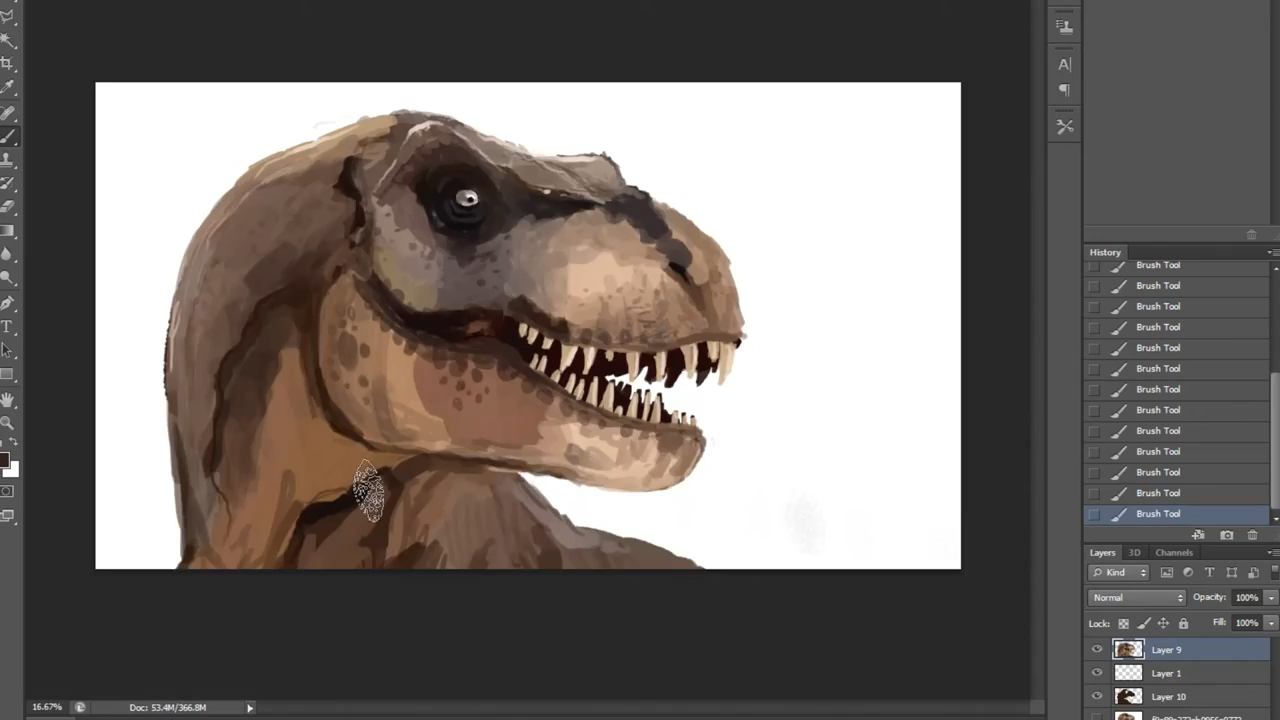 A|
T
History
Brush Tool
Brush Tool
Brush Tool
Brush Tool
Brush Tool
Brush Tool
Brush Tool
Brush Tool
Brush Tool
Brush Tool
Brush Tool
Brush Tool
Brush Tool
Layers 3D Channels
Kind T
Normal Opacity: 100%
Lock: Fill: 100%
Layer 9
Layer 1
Layer 10
16.67% Doc: 53.4M/366.8M